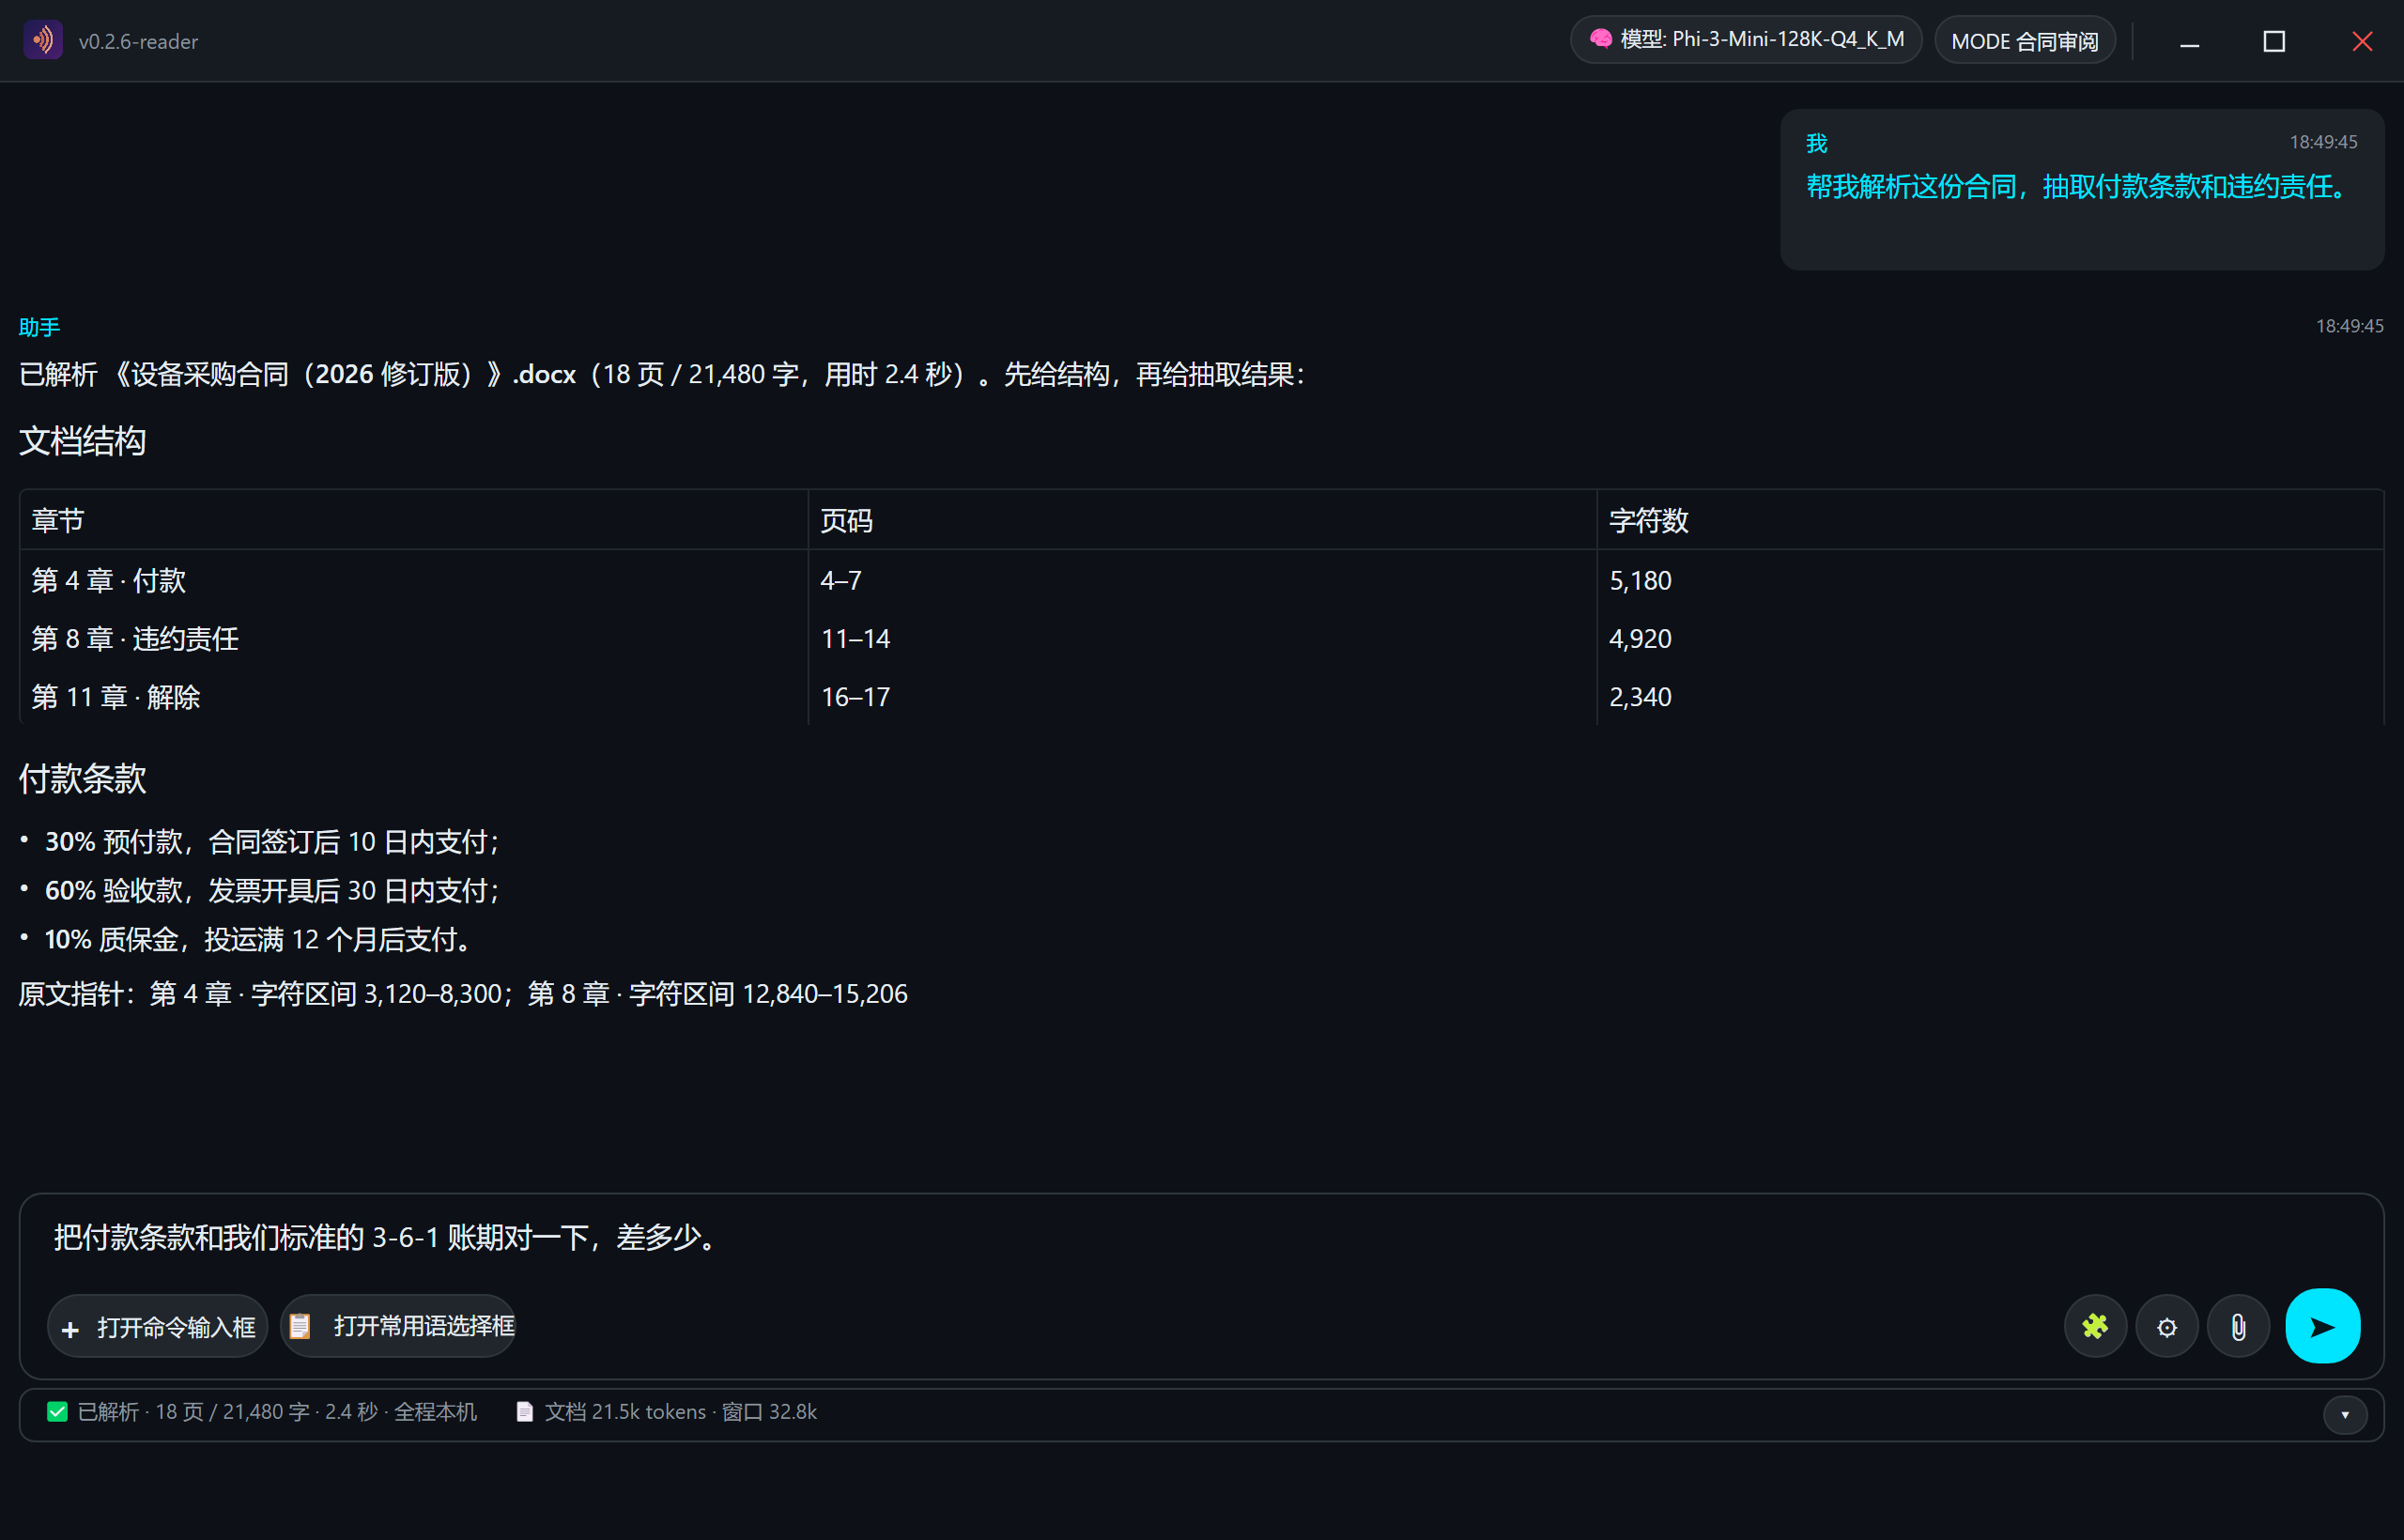 v0.2.6-reader
模型: Phi-3-Mini-128K-Q4_K_M
MODE 合同审阅
我
18:49:45
帮我解析这份合同，抽取付款条款和违约责任。
助手
18:49:45
已解析《设备采购合同（2026 修订版）》.docx（18 页 / 21,480 字，用时 2.4 秒）。先给结构，再给抽取结果：
文档结构
章节 页码 字符数
第 4 章 · 付款 4–7 5,180
第 8 章 · 违约责任 11–14 4,920
第 11 章 · 解除 16–17 2,340
付款条款
• 30% 预付款，合同签订后 10 日内支付；
• 60% 验收款，发票开具后 30 日内支付；
• 10% 质保金，投运满 12 个月后支付。
原文指针：第 4 章 · 字符区间 3,120–8,300；第 8 章 · 字符区间 12,840–15,206
把付款条款和我们标准的 3-6-1 账期对一下，差多少。
+ 打开命令输入框
打开常用语选择框
已解析 · 18 页 / 21,480 字 · 2.4 秒 · 全程本机
文档 21.5k tokens · 窗口 32.8k